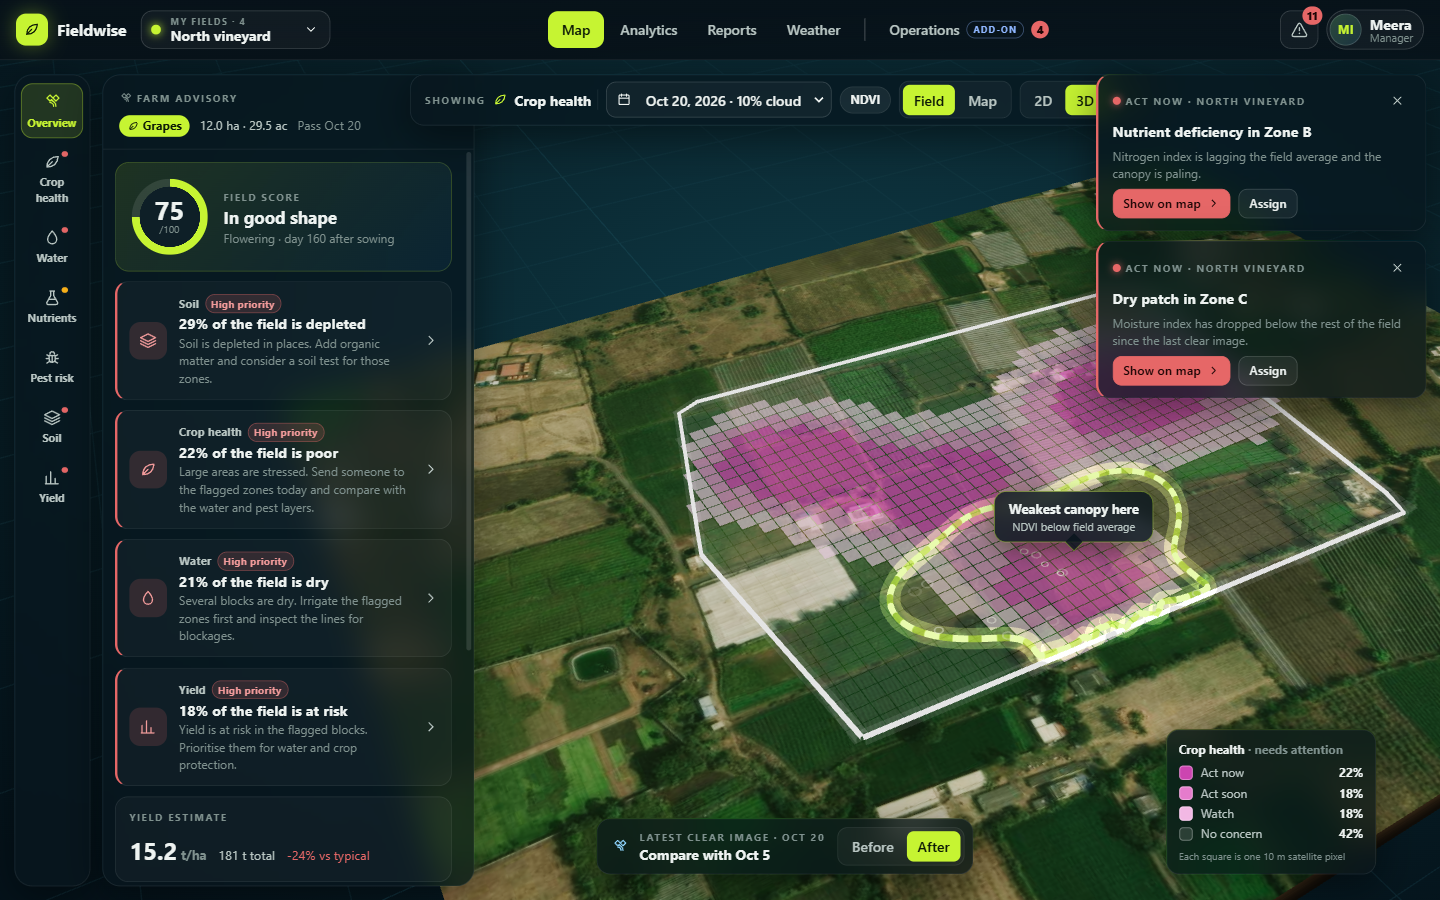 Fieldwise
MY FIELDS · 4
North vineyard
Map
Analytics
Reports
Weather
Operations
ADD-ON
4
11
MI
Meera
Manager
Overview
Crop
health
Water
Nutrients
Pest risk
Soil
Yield
FARM ADVISORY
Grapes
12.0 ha · 29.5 ac
Pass Oct 20
75
/100
FIELD SCORE
In good shape
Flowering · day 160 after sowing
Soil
High priority
29% of the field is depleted
Soil is depleted in places. Add organic
matter and consider a soil test for those
zones.
Crop health
High priority
22% of the field is poor
Large areas are stressed. Send someone to
the flagged zones today and compare with
the water and pest layers.
Water
High priority
21% of the field is dry
Several blocks are dry. Irrigate the flagged
zones first and inspect the lines for
blockages.
Yield
High priority
18% of the field is at risk
Yield is at risk in the flagged blocks.
Prioritise them for water and crop
protection.
YIELD ESTIMATE
15.2 t/ha
181 t total
-24% vs typical
SHOWING
Crop health
Oct 20, 2026 · 10% cloud
NDVI
Field
Map
2D
3D
ACT NOW · NORTH VINEYARD
Nutrient deficiency in Zone B
Nitrogen index is lagging the field average and the
canopy is paling.
Show on map
Assign
ACT NOW · NORTH VINEYARD
Dry patch in Zone C
Moisture index has dropped below the rest of the field
since the last clear image.
Show on map
Assign
Weakest canopy here
NDVI below field average
LATEST CLEAR IMAGE · OCT 20
Compare with Oct 5
Before
After
Crop health · needs attention
Act now 22%
Act soon 18%
Watch 18%
No concern 42%
Each square is one 10 m satellite pixel